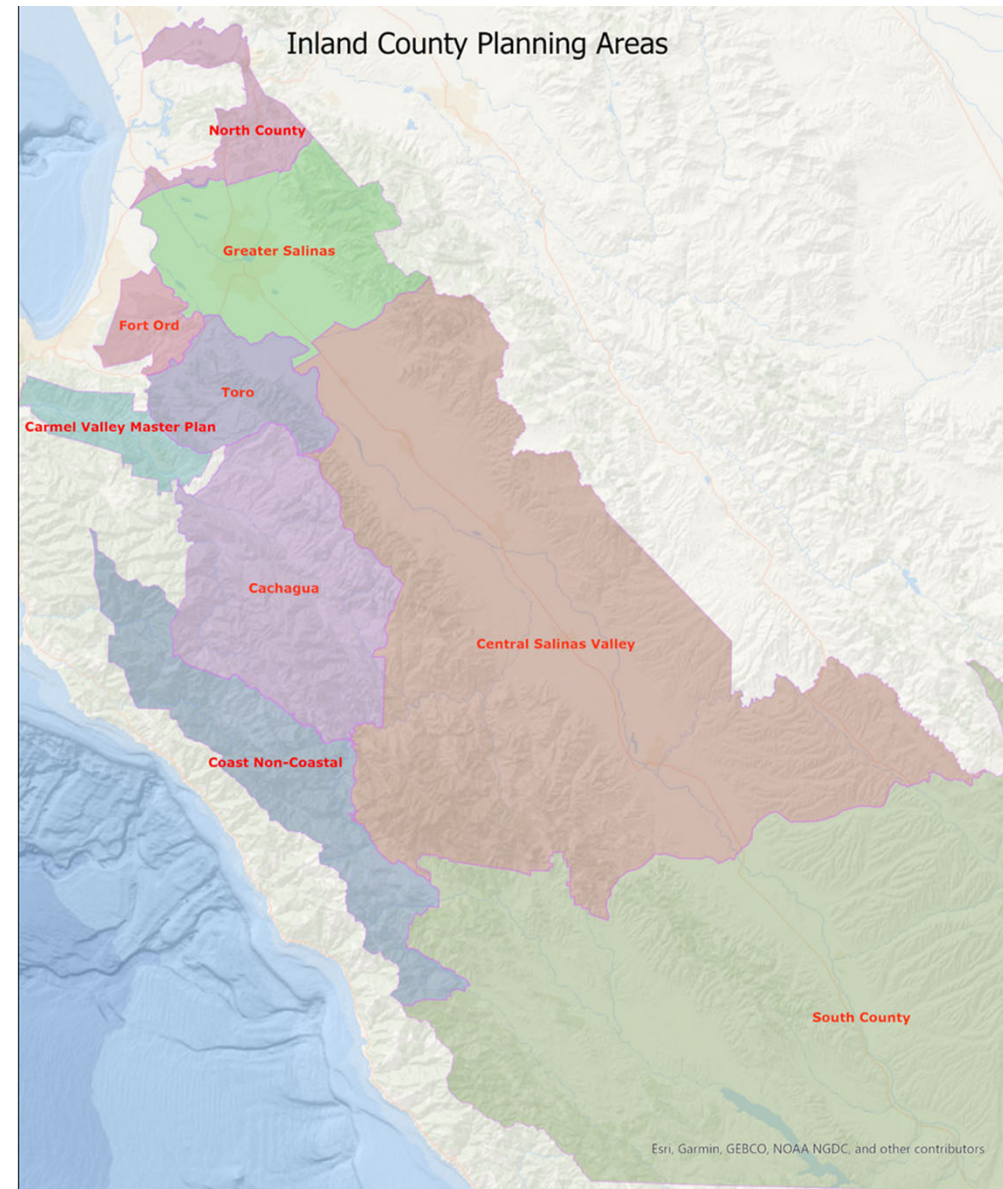 Inland County Planning Areas
North County
Greater Salinas
Fort Ord
Toro
Carmel Valley Master Plan
Cachagua
Central Salinas Valley
Coast Non-Coastal
South County
Esri, Garmin, GEBCO, NOAA NGDC, and other contributors